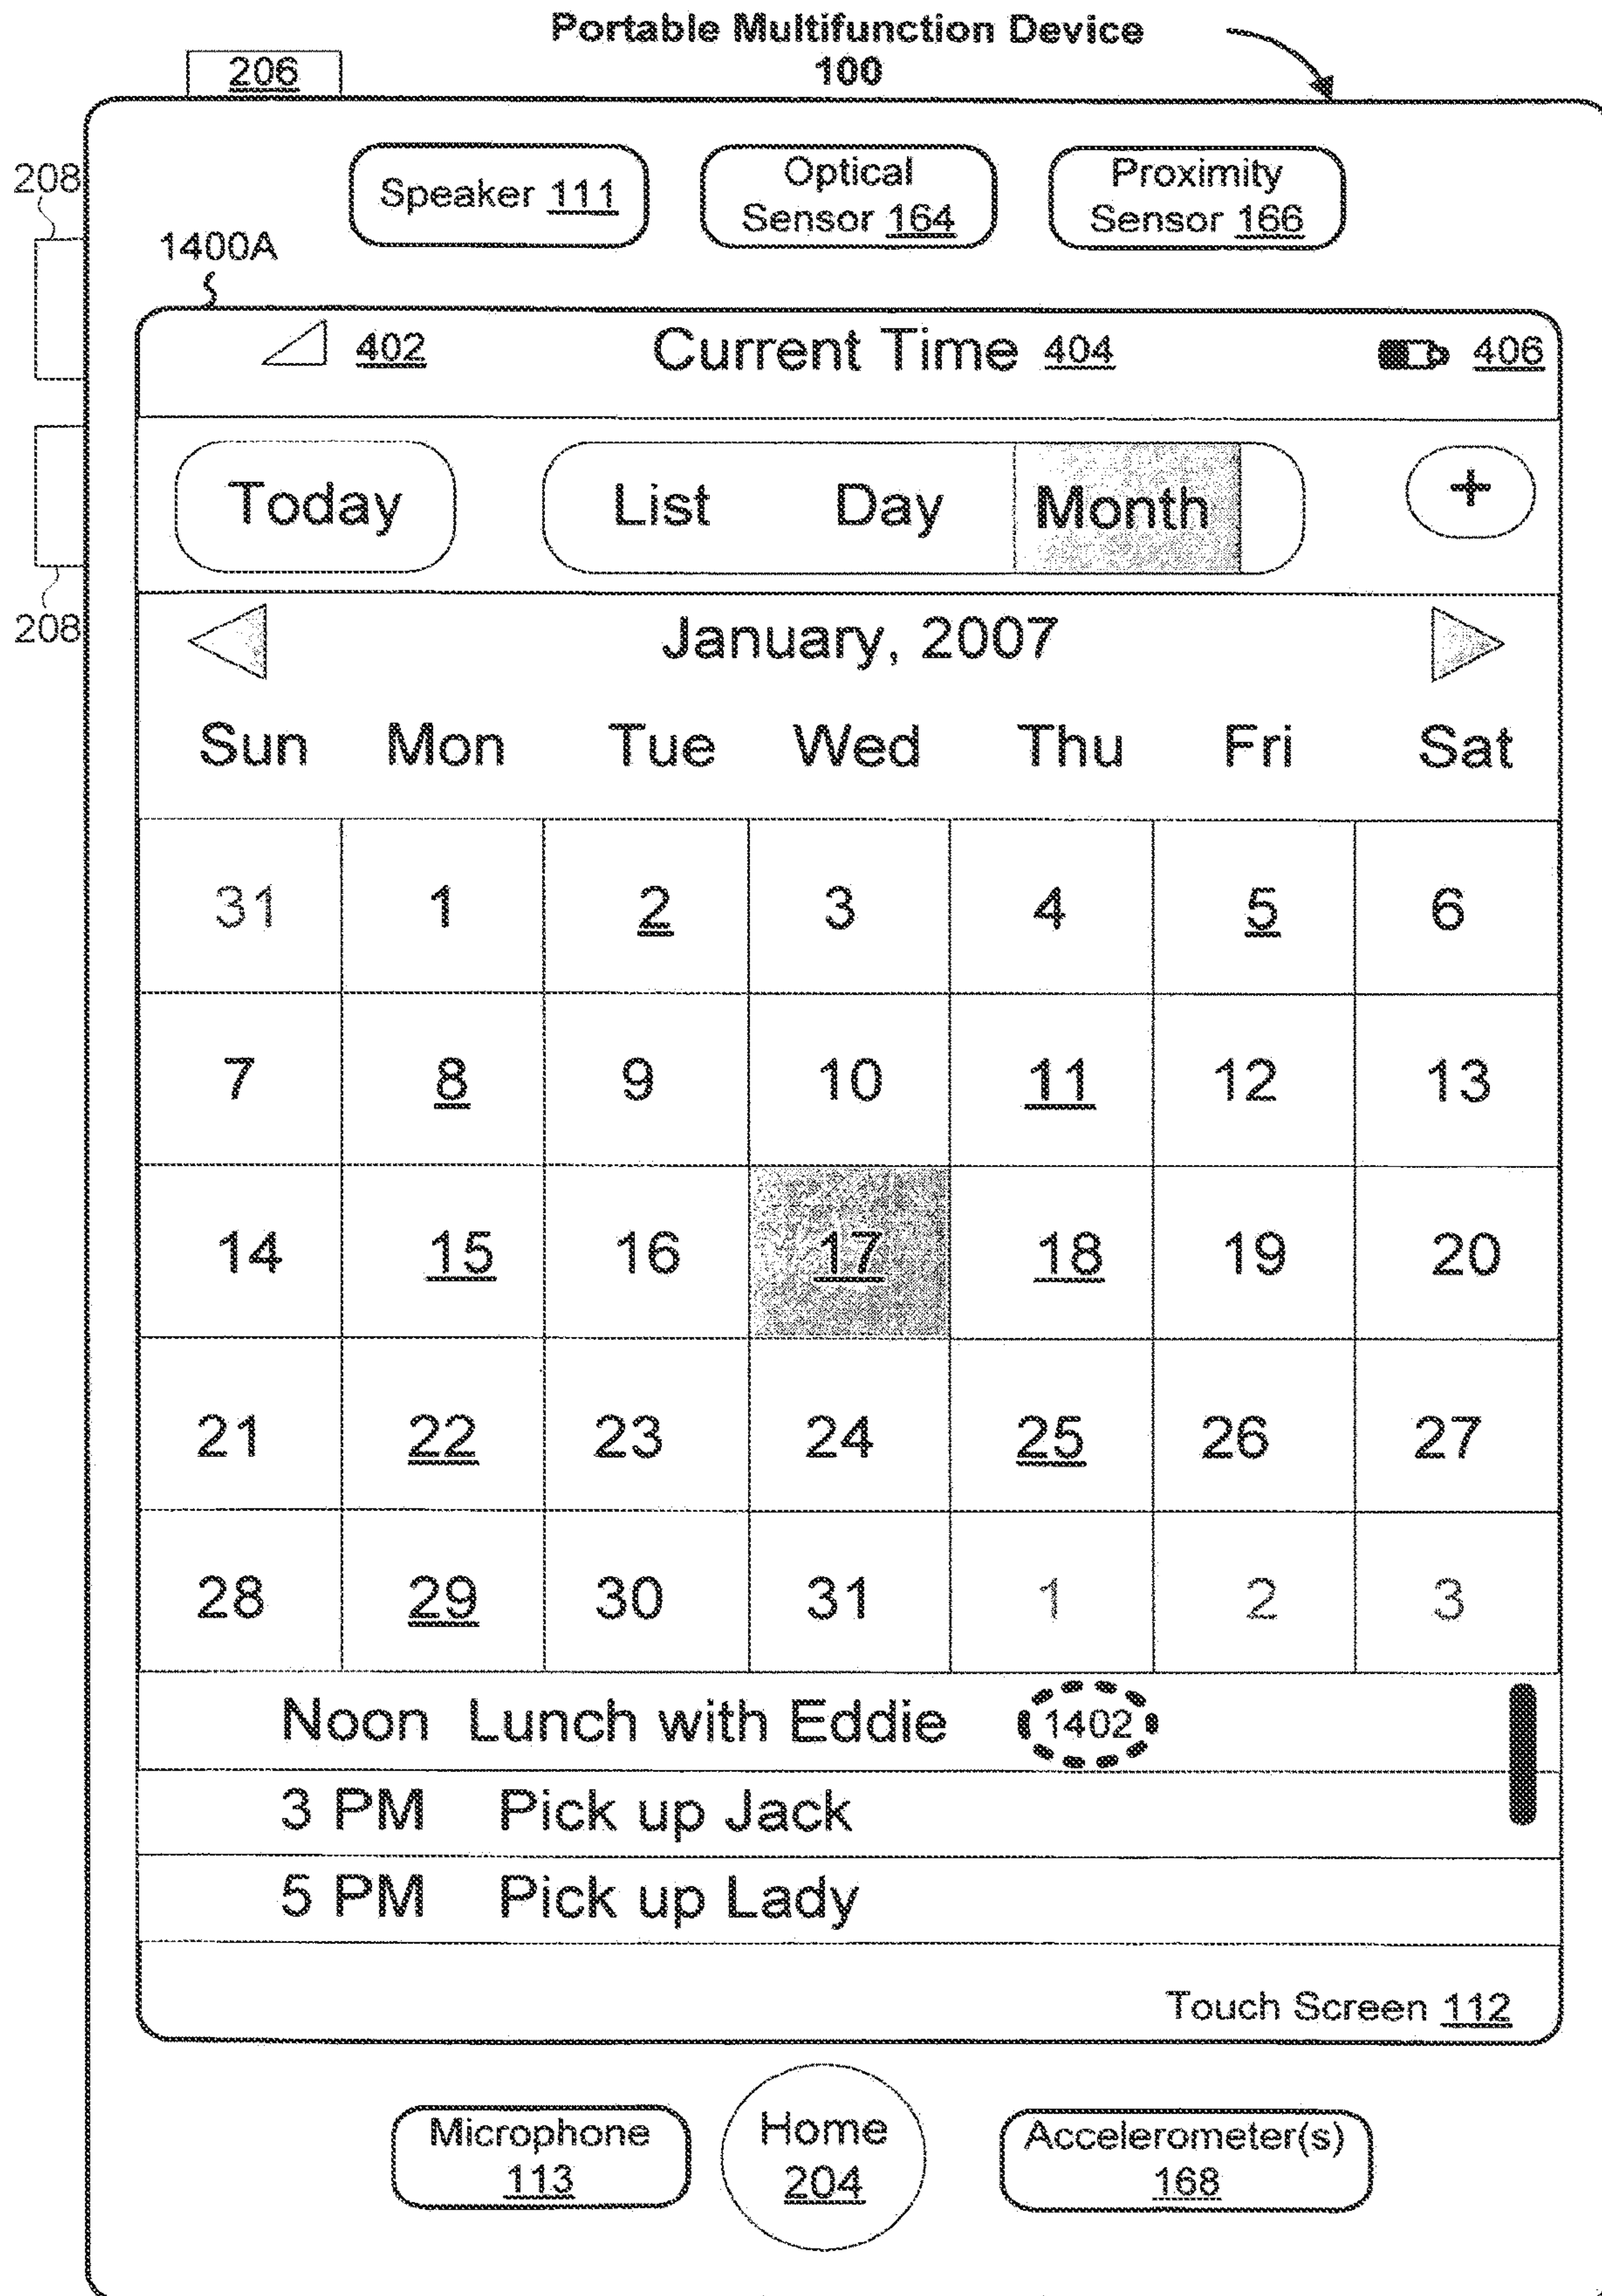 Portable Multifunction Device
100
206
208
Speaker 111
Optical
Sensor 164
Proximity
Sensor 166
1400A
402 Current Time 404 406
Today List Day Month +
208
January, 2007
Sun Mon Tue Wed Thu Fri Sat
31 1 2 3 4 5 6
7 8 9 10 11 12 13
14 15 16 17 18 19 20
21 22 23 24 25 26 27
28 29 30 31 1 2 3
Noon Lunch with Eddie 1402
3 PM Pick up Jack
5 PM Pick up Lady
Touch Screen 112
Microphone
113
Home
204
Accelerometer(s)
168